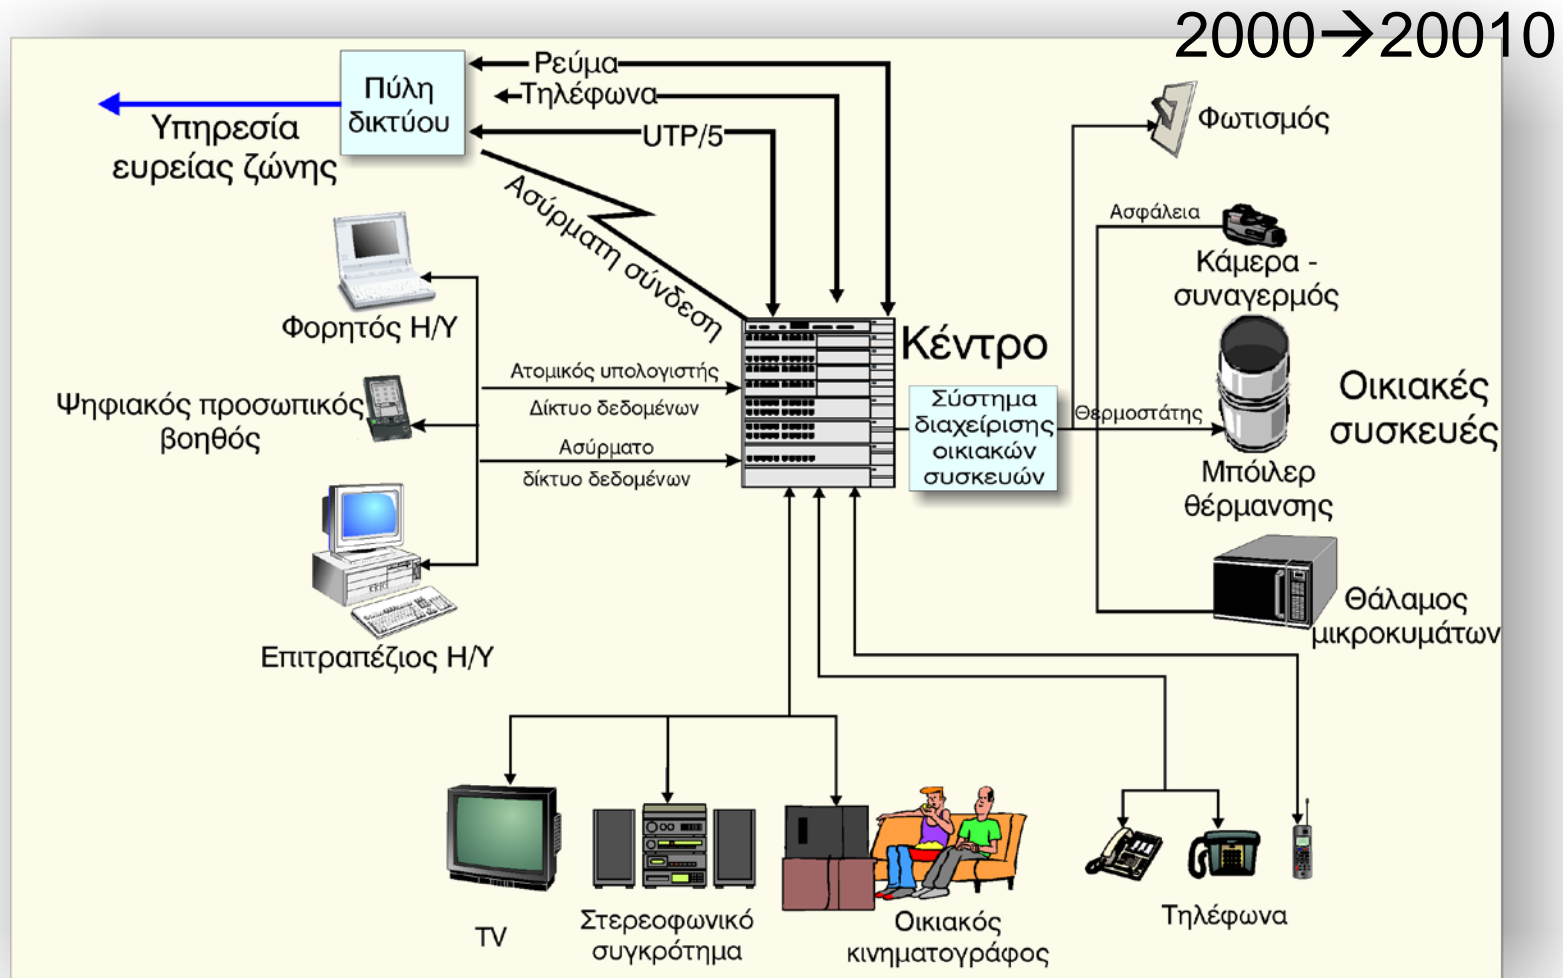 2000→20010
Πύλη
δικτύου
Ρεύμα
Τηλέφωνα
UTP/5
Υπηρεσία
ευρείας ζώνης
Ασύρματη σύνδεση
Φωτισμός
Ασφάλεια
Κάμερα -
συναγερμός
Φορητός Η/Υ
Κέντρο
Ατομικός υπολογιστής
Δίκτυο δεδομένων
Ψηφιακός προσωπικός
βοηθός
Ασύρματο
δίκτυο δεδομένων
Σύστημα
διαχείρισης
οικιακών
συσκευών
Θερμοστάτης
Οικιακές
συσκευές
Μπόιλερ
θέρμανσης
Θάλαμος
μικροκυμάτων
Επιτραπέζιος Η/Υ
TV
Στερεοφωνικό
συγκρότημα
Οικιακός
κινηματογράφος
Τηλέφωνα